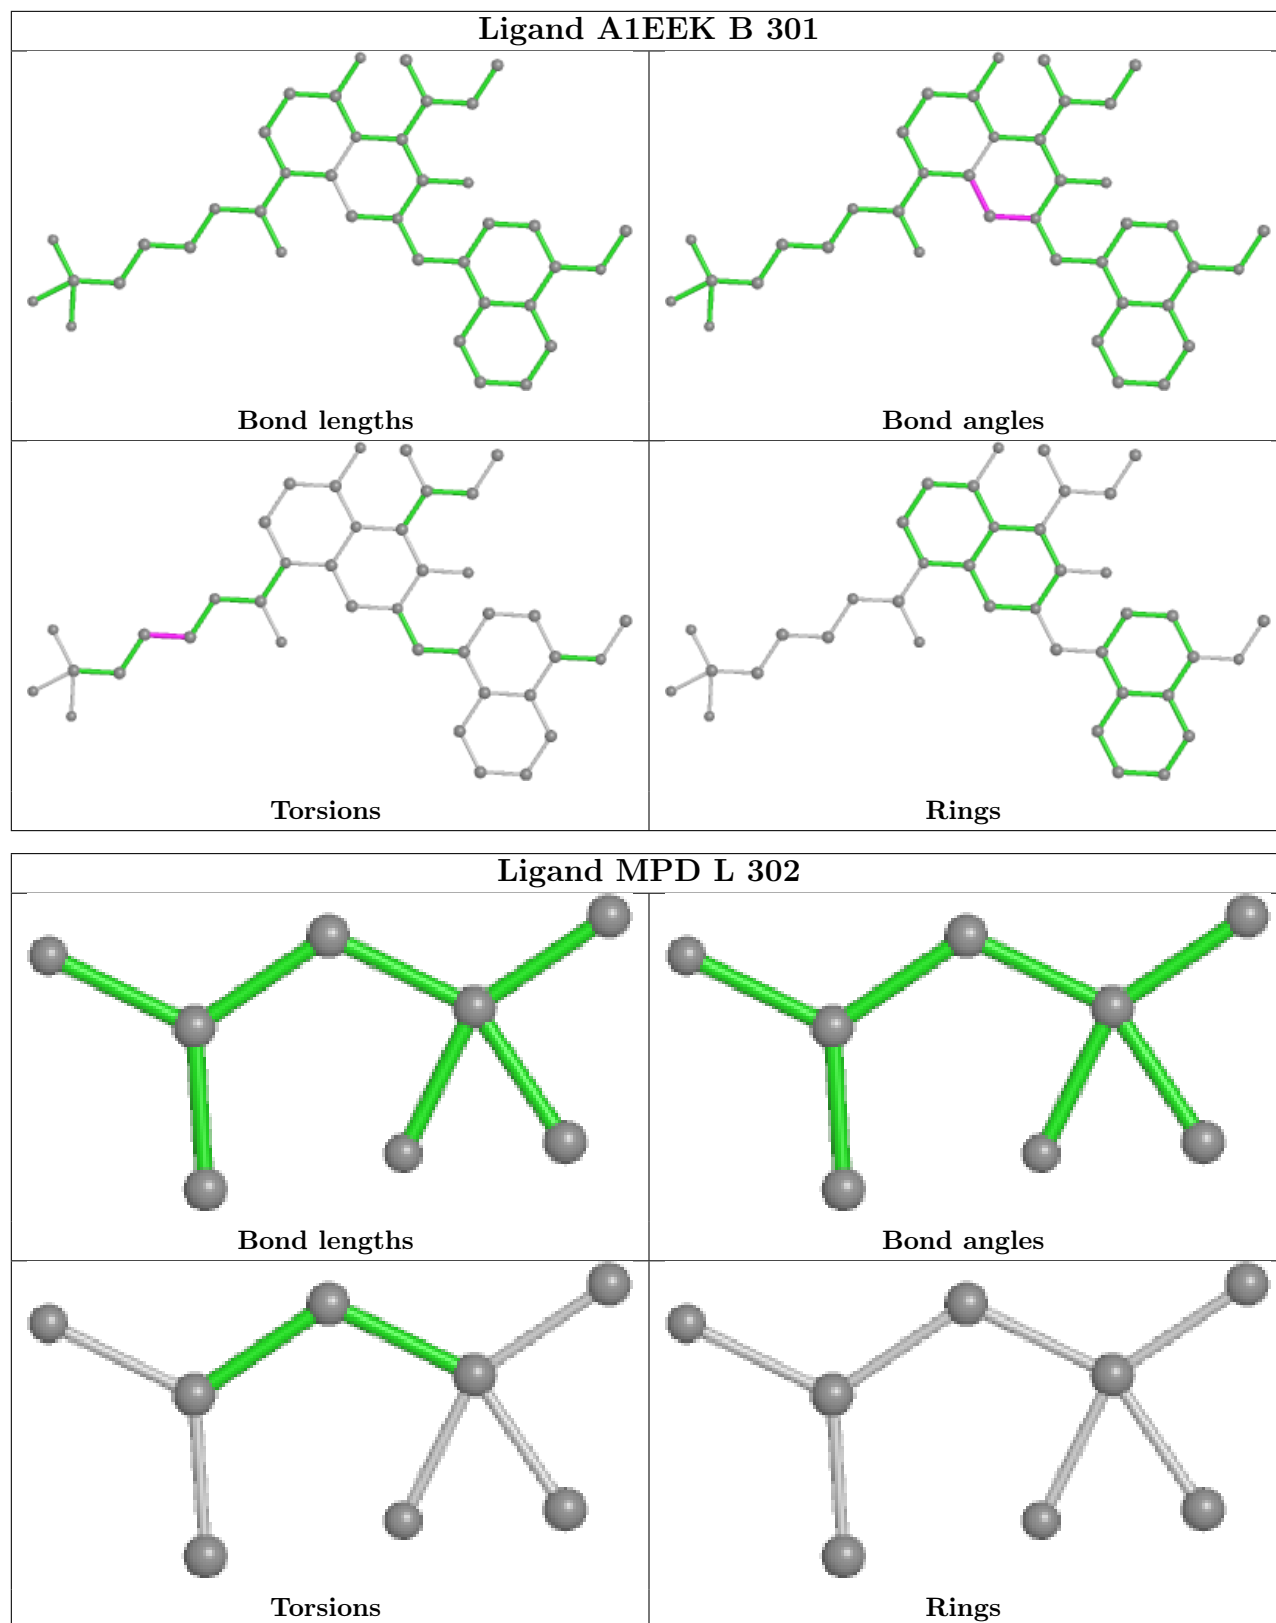 Ligand A1EEK B 301
Bond lengths
Bond angles
Torsions
Rings
Ligand MPD L 302
Bond lengths
Bond angles
Torsions
Rings